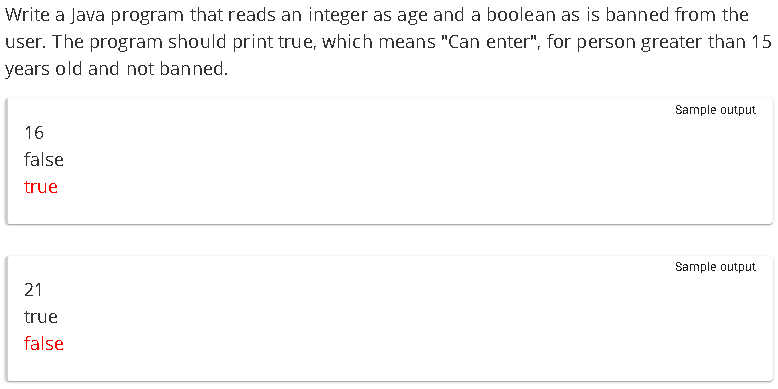 Write a Java program that reads an integer as age and a boolean as is banned from the
user. The program should print true, which means "Can enter", for person greater than 15
years old and not banned.
Sample output
16
false
true
Sample output
21
true
false